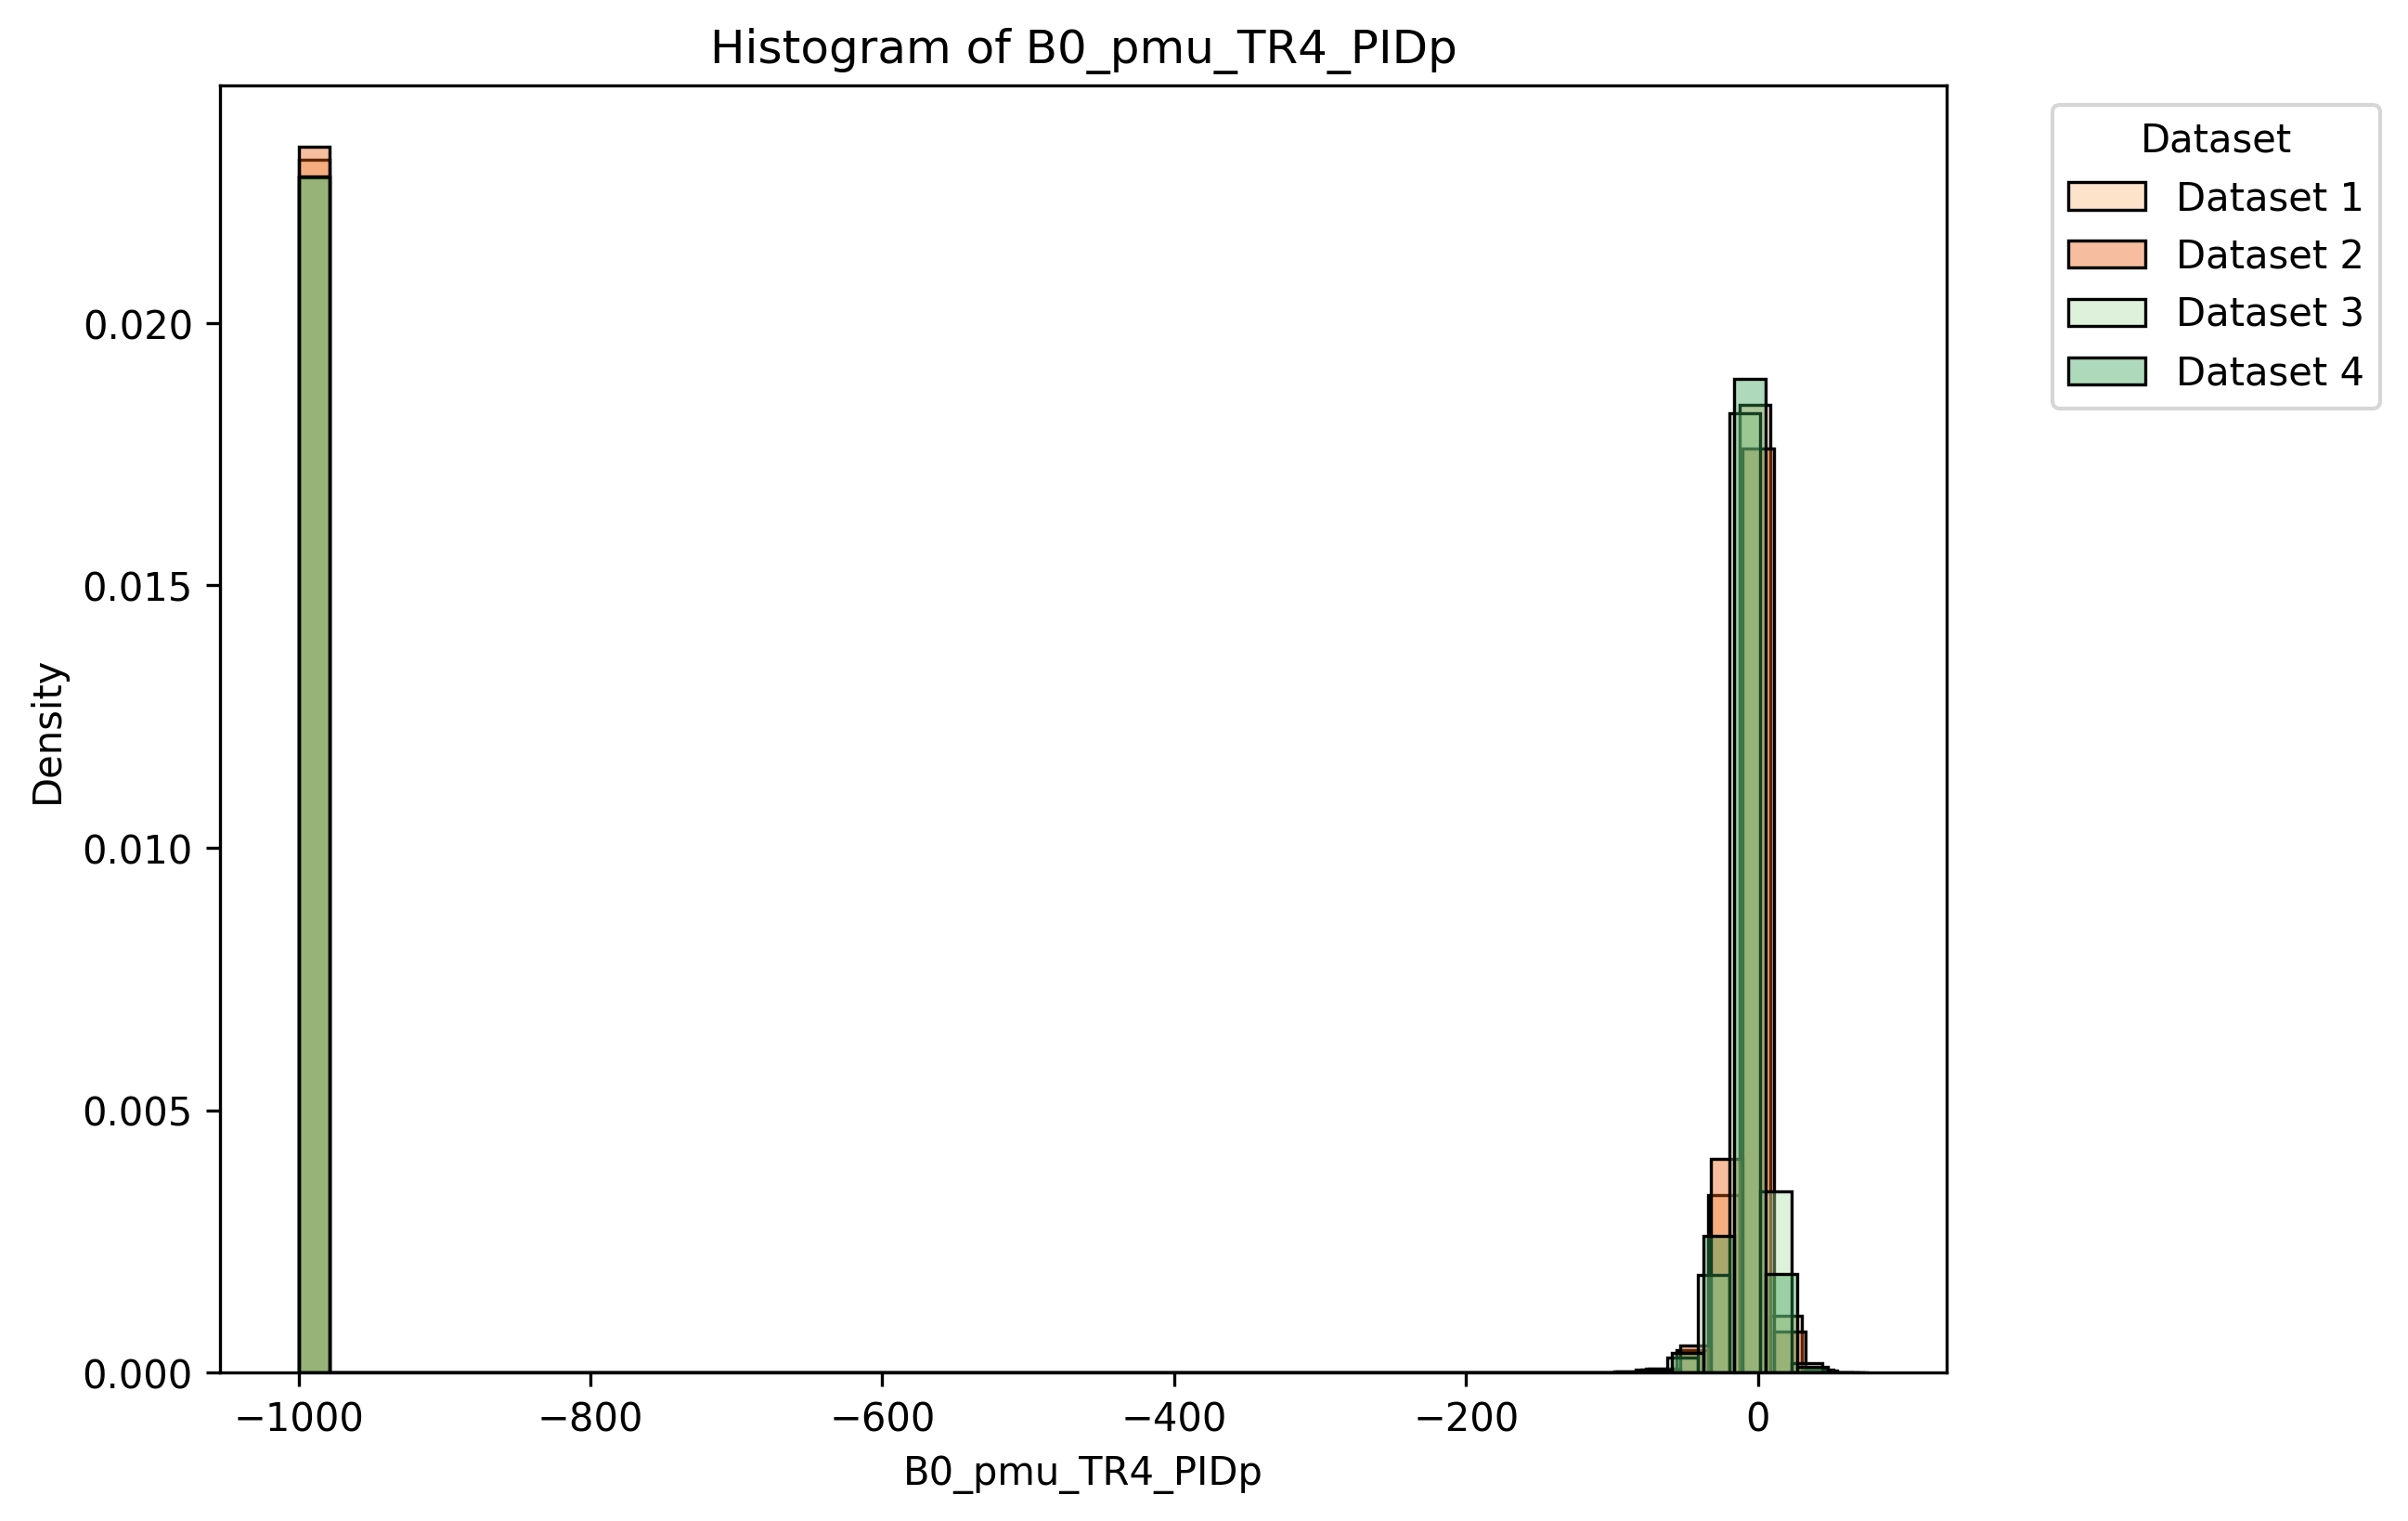 Histogram of B0_pmu_TR4_PIDp
Dataset
Dataset 1
Dataset 2
Dataset 3
Dataset 4
Density
0.020
0.015
0.010
0.005
0.000
−1000
−800
−600
−400
−200
0
B0_pmu_TR4_PIDp